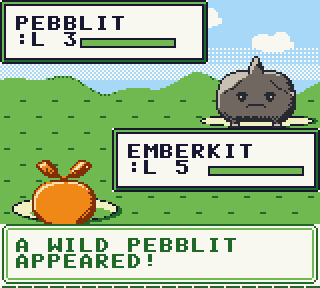 PEBBLIT
:L 3
EMBERKIT
:L 5
A WILD PEBBLIT
APPEARED!